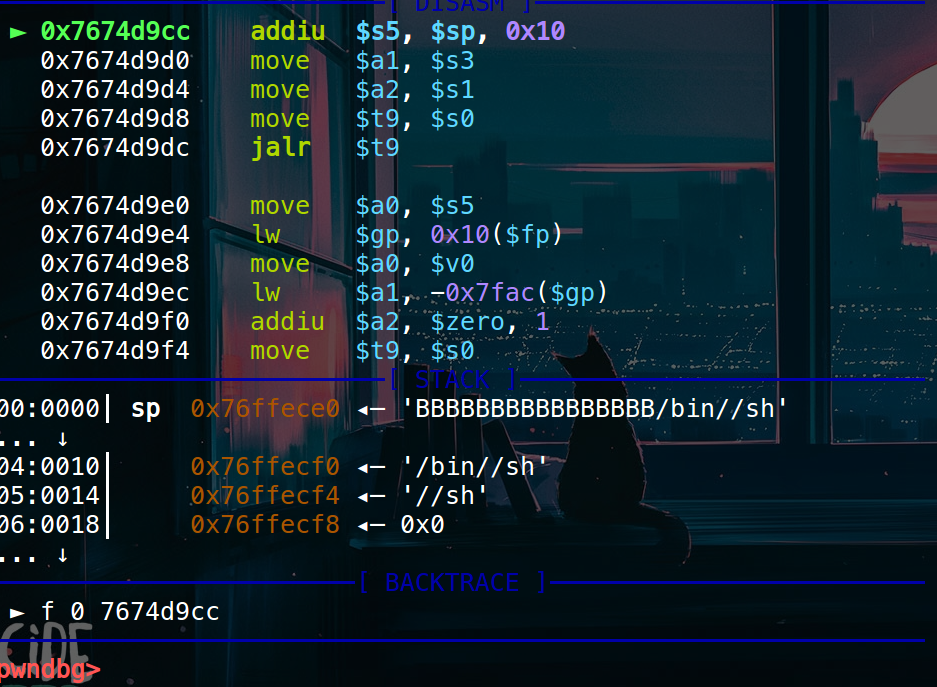 [ DISASM ]
► 0x7674d9cc addiu $s5, $sp, 0x10
0x7674d9d0 move $a1, $s3
0x7674d9d4 move $a2, $s1
0x7674d9d8 move $t9, $s0
0x7674d9dc jalr $t9
0x7674d9e0 move $a0, $s5
0x7674d9e4 lw $gp, 0x10($fp)
0x7674d9e8 move $a0, $v0
0x7674d9ec lw $a1, -0x7fac($gp)
0x7674d9f0 addiu $a2, $zero, 1
0x7674d9f4 move $t9, $s0
[ STACK ]
00:0000│ sp 0x76ffece0 ◂— 'BBBBBBBBBBBBBBBB/bin//sh'
... ↓
04:0010│ 0x76ffecf0 ◂— '/bin//sh'
05:0014│ 0x76ffecf4 ◂— '//sh'
06:0018│ 0x76ffecf8 ◂— 0x0
... ↓
[ BACKTRACE ]
► f 0 7674d9cc
CiDE
pwndbg>